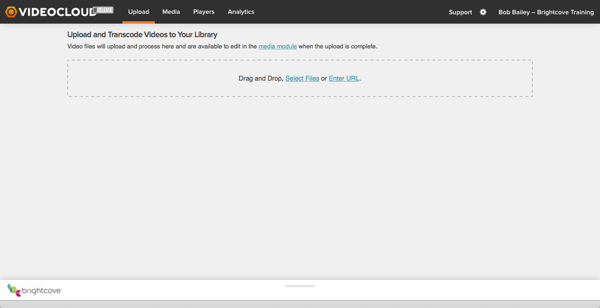 VIDEOCLOUD
Upload Media Players Analytics
Support Bob Bailey – Brightcove Training
Upload and Transcode Videos to Your Library
Video files will upload and process here and are available to edit in the media module when the upload is complete.
Drag and Drop, Select Files or Enter URL.
brightcove